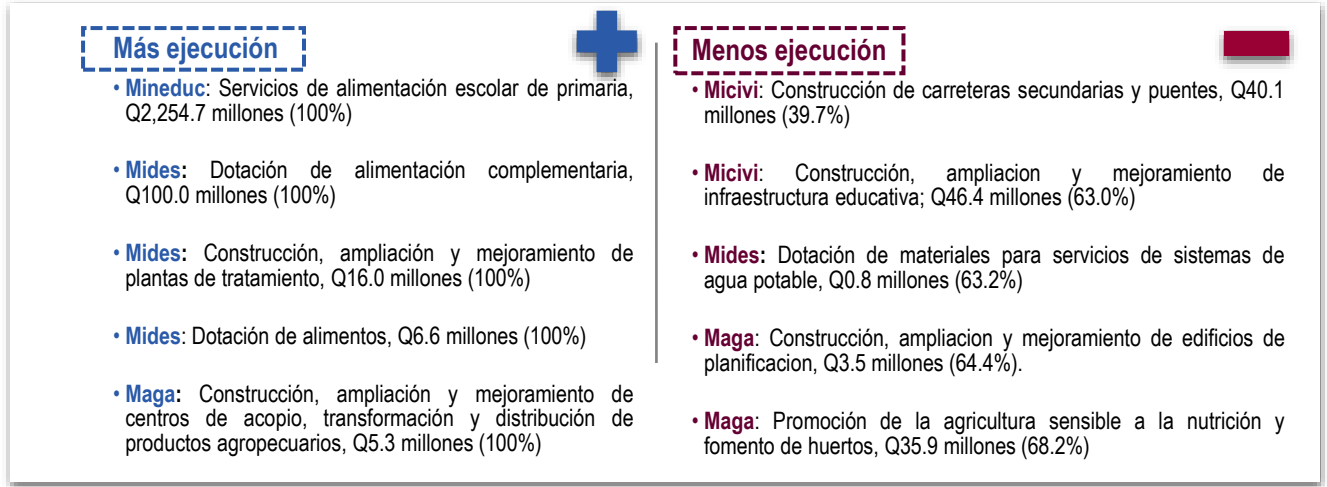 Más ejecución
• Mineduc: Servicios de alimentación escolar de primaria,
Q2,254.7 millones (100%)
• Mides: Dotación de alimentación complementaria,
Q100.0 millones (100%)
• Mides: Construcción, ampliación y mejoramiento de
plantas de tratamiento, Q16.0 millones (100%)
• Mides: Dotación de alimentos, Q6.6 millones (100%)
• Maga: Construcción, ampliación y mejoramiento de
centros de acopio, transformación y distribución de
productos agropecuarios, Q5.3 millones (100%)
Menos ejecución
• Micivi: Construcción de carreteras secundarias y puentes, Q40.1
millones (39.7%)
• Micivi: Construcción, ampliacion y mejoramiento de
infraestructura educativa; Q46.4 millones (63.0%)
• Mides: Dotación de materiales para servicios de sistemas de
agua potable, Q0.8 millones (63.2%)
• Maga: Construcción, ampliacion y mejoramiento de edificios de
planificacion, Q3.5 millones (64.4%).
• Maga: Promoción de la agricultura sensible a la nutrición y
fomento de huertos, Q35.9 millones (68.2%)